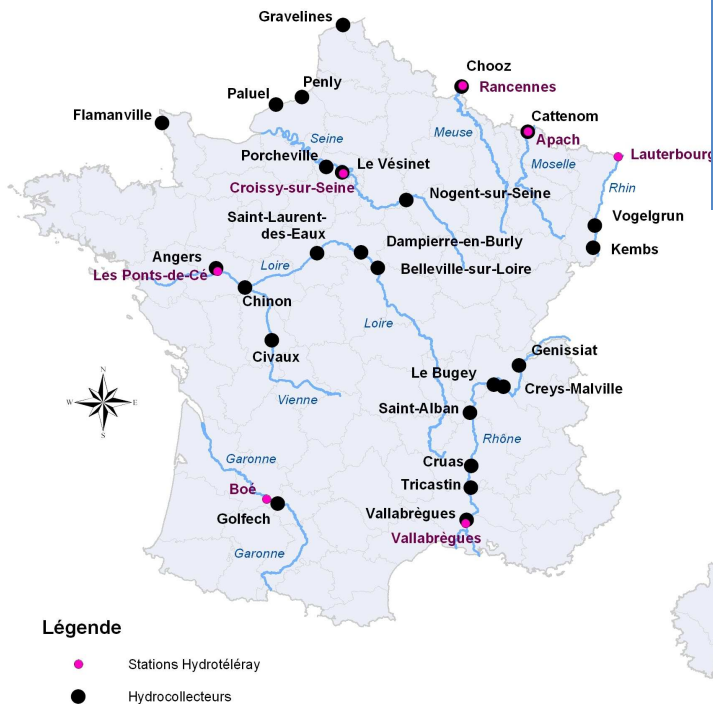 Gravelines
Chooz
Rancennes
Penly
Paluel
Flamanville
Cattenom
Apach
Seine
Meuse
Porcheville
Le Vésinet
Moselle
Lauterbourg
Croissy-sur-Seine
Rhin
Nogent-sur-Seine
Saint-Laurent-
des-Eaux
Vogelgrun
Dampierre-en-Burly
Kembs
Angers
Loire
Belleville-sur-Loire
Les Ponts-de-Cé
Chinon
Loire
Civaux
Genissiat
Le Bugey
Creys-Malville
N
W
E
S
Vienne
Saint-Alban
Rhône
Garonne
Cruas
Tricastin
Boé
Golfech
Vallabrègues
Vallabrègues
Garonne
Légende
Stations Hydrotéléray
Hydrocollecteurs